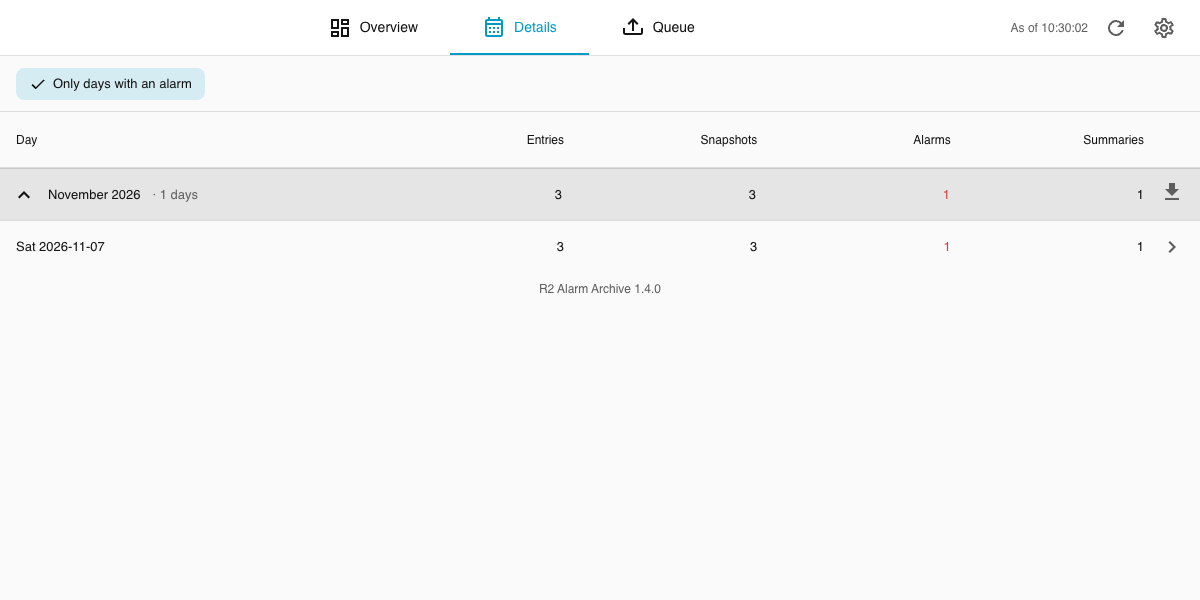 Overview
Details
Queue
As of 10:30:02
Only days with an alarm
Day Entries Snapshots Alarms Summaries
November 2026 · 1 days 3 3 1 1
Sat 2026-11-07 3 3 1 1
R2 Alarm Archive 1.4.0